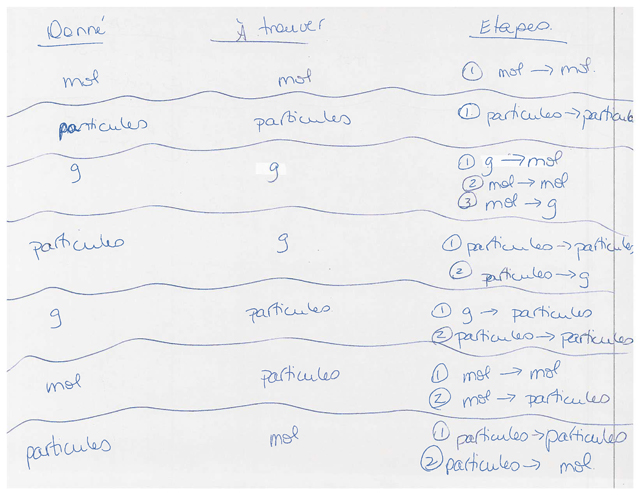 Donné À trouver Etapes
mol mol ① mol → mol.
particules particules ① particules → particule
g g ① g → mol
② mol → mol
③ mol → g
particules g ① particules → particules
② particules → g
g particules ① g → particules
② particules → particules
mol particules ① mol → mol
② mol → particules
particules mol ① particules → particules
② particules → mol.